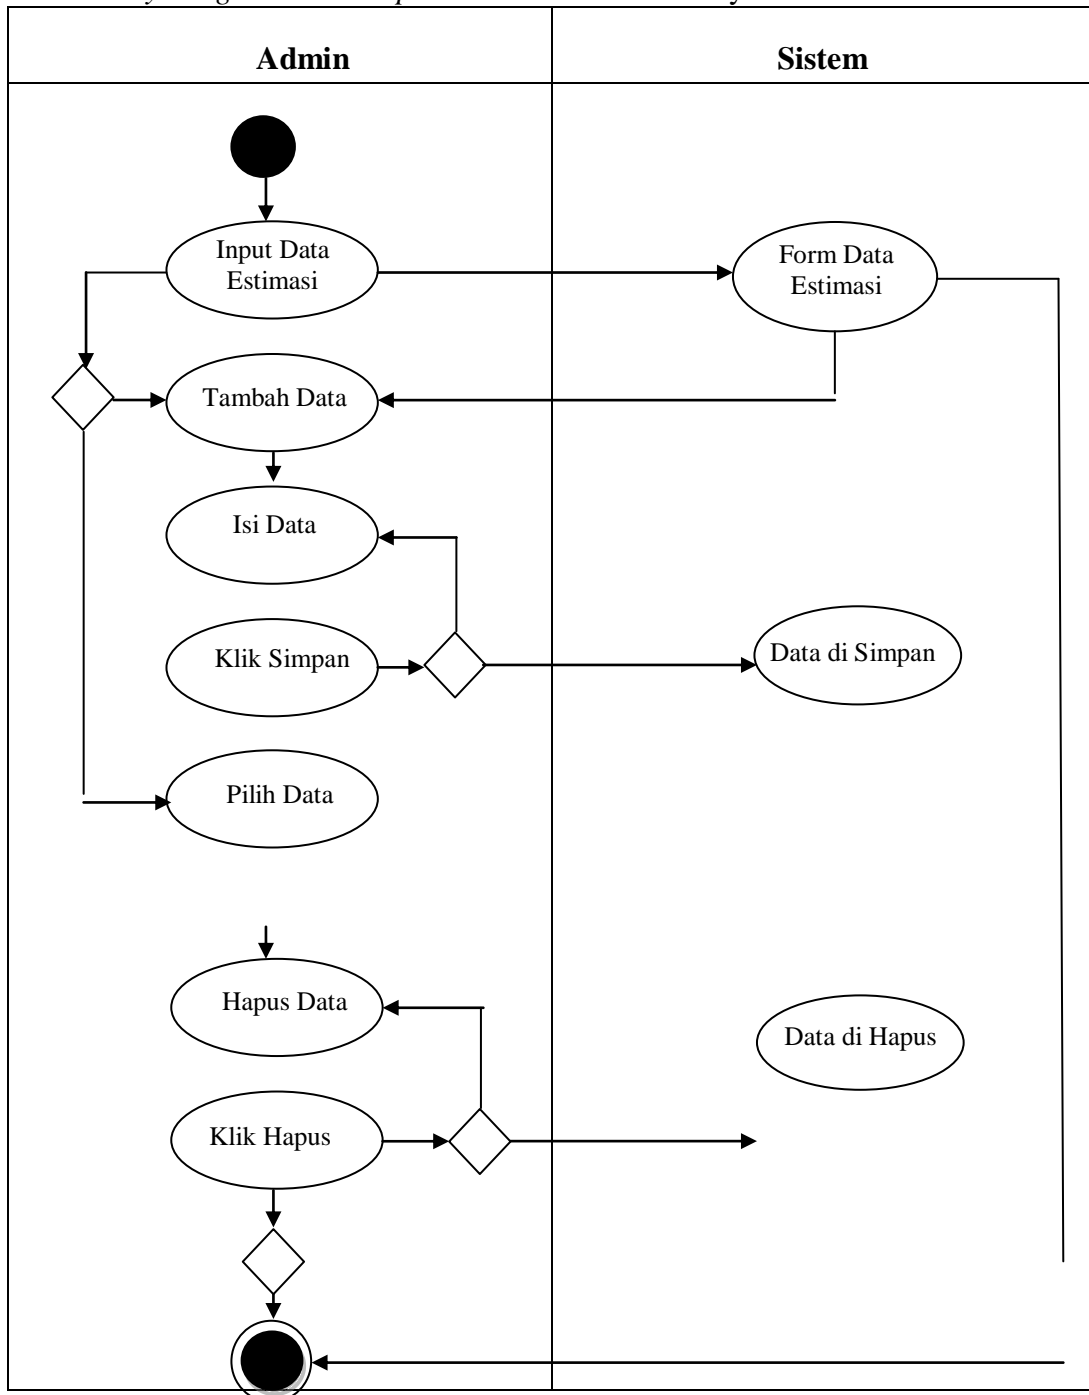 Admin
Sistem
Input Data
Estimasi
Form Data
Estimasi
Tambah Data
Isi Data
Klik Simpan
Data di Simpan
Pilih Data
Hapus Data
Data di Hapus
Klik Hapus